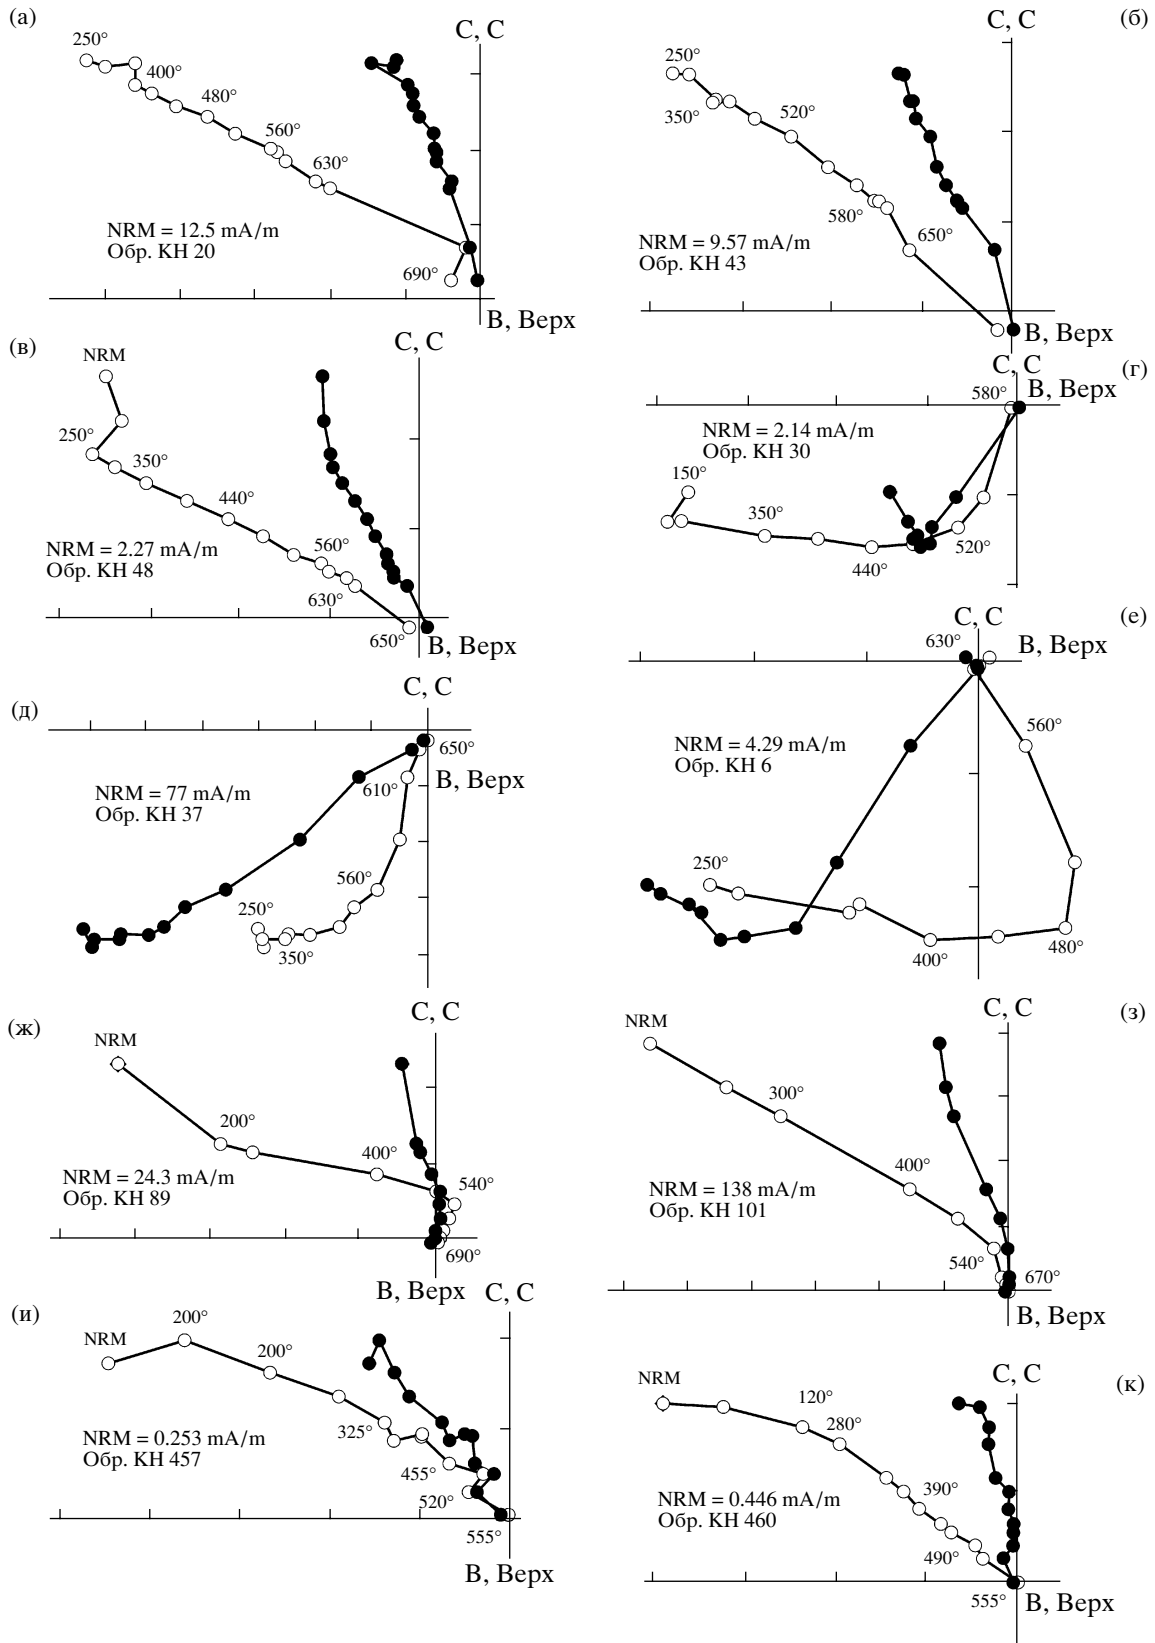 (а)
С, С
250°
400°
480°
560°
630°
NRM = 12.5 mA/m
Обр. КН 20
690°
В, Верх
(б)
С, С
250°
350°
520°
580°
650°
NRM = 9.57 mA/m
Обр. КН 43
В, Верх
(в)
С, С
NRM
250°
350°
440°
560°
NRM = 2.27 mA/m
Обр. КН 48
630°
650°
В, Верх
(г)
С, С
580°
В, Верх
NRM = 2.14 mA/m
Обр. КН 30
150°
350°
440°
520°
(д)
С, С
650°
В, Верх
610°
NRM = 77 mA/m
Обр. КН 37
560°
250°
350°
(е)
С, С
630°
В, Верх
560°
NRM = 4.29 mA/m
Обр. КН 6
250°
400°
480°
(ж)
С, С
NRM
200°
400°
540°
NRM = 24.3 mA/m
Обр. КН 89
690°
В, Верх
(з)
С, С
NRM
300°
400°
NRM = 138 mA/m
Обр. КН 101
540°
670°
В, Верх
(и)
С, С
NRM
200°
200°
325°
NRM = 0.253 mA/m
Обр. КН 457
455°
520°
555°
В, Верх
(к)
С, С
NRM
120°
280°
390°
NRM = 0.446 mA/m
Обр. КН 460
490°
555°
В, Верх